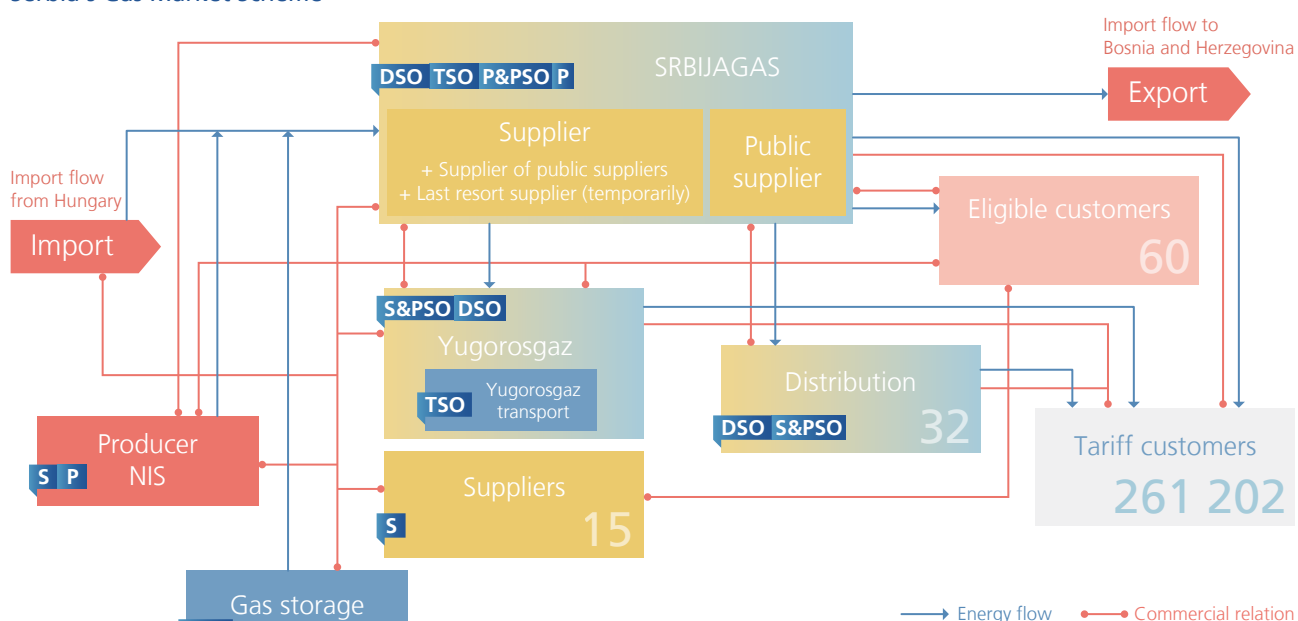 Import flow to
Bosnia and Herzegovina
Export
SRBIJAGAS
DSO TSO P&PSO P
Supplier
+ Supplier of public suppliers
+ Last resort supplier (temporarily)
Public
supplier
Import flow
from Hungary
Import
Eligible customers
60
S&PSO DSO
Yugorosgaz
TSO
Yugorosgaz
transport
Distribution
32
DSO S&PSO
Producer
NIS
S P
Suppliers
15
S
Tariff customers
261 202
Gas storage
Energy flow
Commercial relation